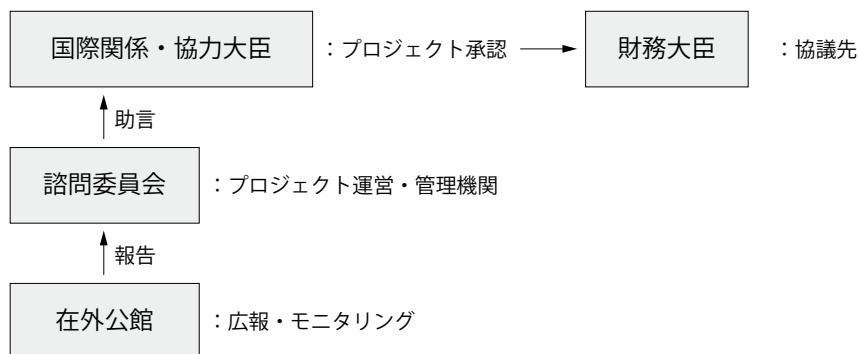 国際関係・協力大臣 ：プロジェクト承認 財務大臣 ：協議先
助言
諮問委員会 ：プロジェクト運営・管理機関
報告
在外公館 ：広報・モニタリング